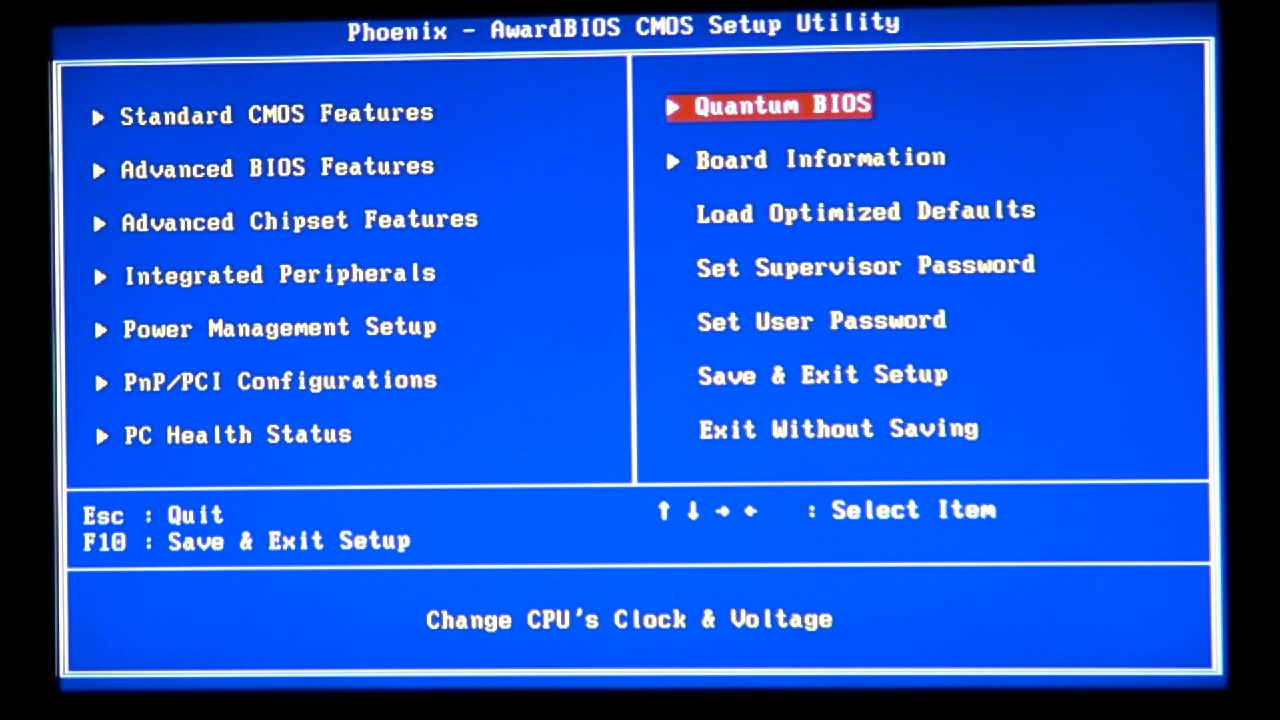 Phoenix - AwardBIOS CMOS Setup Utility
Standard CMOS Features
Advanced BIOS Features
Advanced Chipset Features
Integrated Peripherals
Power Management Setup
PnP/PCI Configurations
PC Health Status
Quantum BIOS
Board Information
Load Optimized Defaults
Set Supervisor Password
Set User Password
Save & Exit Setup
Exit Without Saving
Esc : Quit
F10 : Save & Exit Setup
↑ ↓ → ← : Select Item
Change CPU's Clock & Voltage